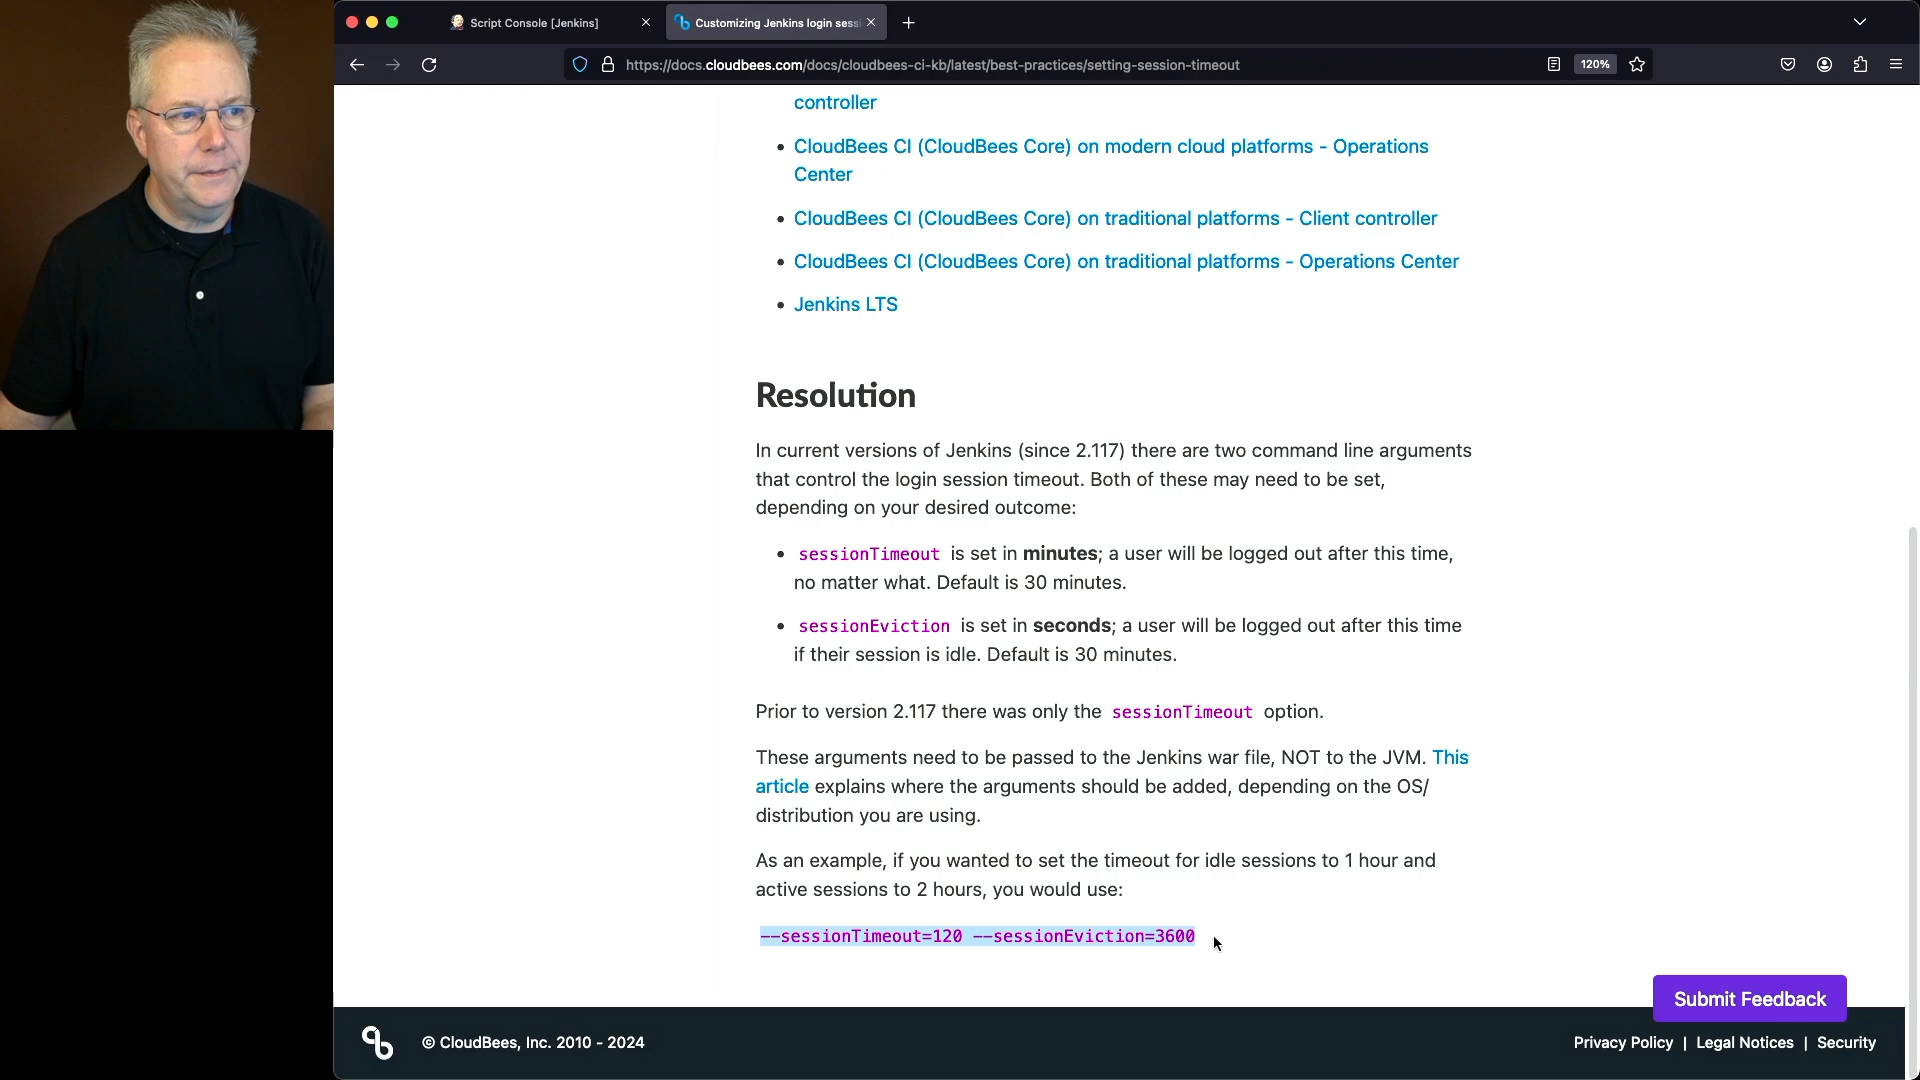 Script Console [Jenkins]
Customizing Jenkins login sess
https://docs.cloudbees.com/docs/cloudbees-ci-kb/latest/best-practices/setting-session-timeout
120%
controller
• CloudBees CI (CloudBees Core) on modern cloud platforms - Operations
Center
• CloudBees CI (CloudBees Core) on traditional platforms - Client controller
• CloudBees CI (CloudBees Core) on traditional platforms - Operations Center
• Jenkins LTS
Resolution
In current versions of Jenkins (since 2.117) there are two command line arguments
that control the login session timeout. Both of these may need to be set,
depending on your desired outcome:
• sessionTimeout is set in minutes; a user will be logged out after this time,
no matter what. Default is 30 minutes.
• sessionEviction is set in seconds; a user will be logged out after this time
if their session is idle. Default is 30 minutes.
Prior to version 2.117 there was only the sessionTimeout option.
These arguments need to be passed to the Jenkins war file, NOT to the JVM. This
article explains where the arguments should be added, depending on the OS/
distribution you are using.
As an example, if you wanted to set the timeout for idle sessions to 1 hour and
active sessions to 2 hours, you would use:
--sessionTimeout=120 --sessionEviction=3600
Submit Feedback
© CloudBees, Inc. 2010 - 2024
Privacy Policy | Legal Notices | Security